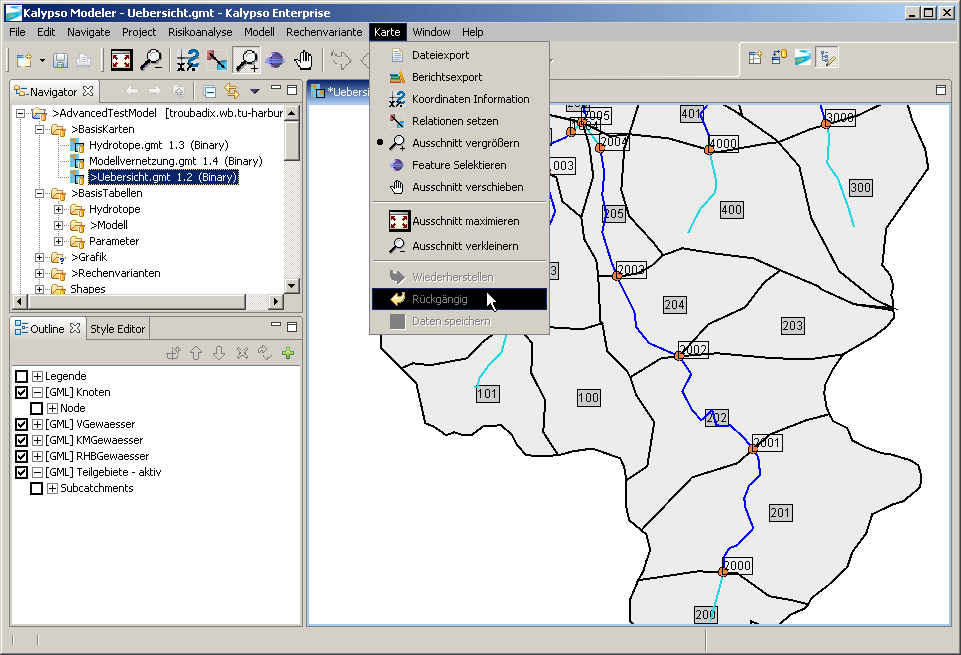 Kalypso Modeler - Uebersicht.gmt - Kalypso Enterprise
File Edit Navigate Project Risikoanalyse Modell Rechenvariante Karte Window Help
Dateiexport
Berichtsexport
Koordinaten Information
Relationen setzen
Ausschnitt vergrößern
Feature Selektieren
Ausschnitt verschieben
Ausschnitt maximieren
Ausschnitt verkleinern
Wiederherstellen
Rückgängig
Daten speichern
Navigator
>AdvancedTestModel [troubadix.wb.tu-harbur
>BasisKarten
Hydrotope.gmt 1.3 (Binary)
Modellvernetzung.gmt 1.4 (Binary)
>Uebersicht.gmt 1.2 (Binary)
>BasisTabellen
Hydrotope
>Modell
Parameter
>Grafik
>Rechenvarianten
Shapes
Outline Style Editor
Legende
[GML] Knoten
Node
[GML] VGewaesser
[GML] KMGewaesser
[GML] RHBGewaesser
[GML] Teilgebiete - aktiv
Subcatchments
*Uebersi
2005
401
3000
2004
4000
300
205
400
2003
204
203
2002
101
100
202
2001
201
2000
200